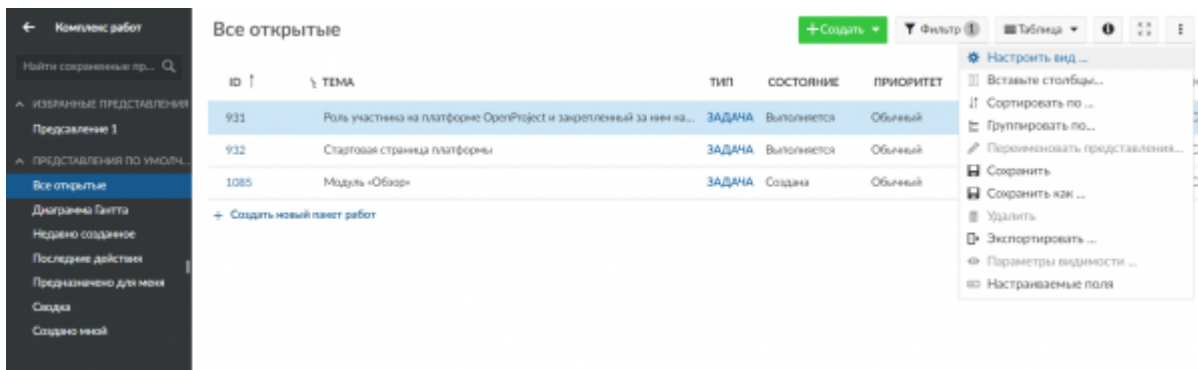 ← Комплекс работ
Все открытые
+ Создать
Фильтр 1
Таблица
Найти сохраненные пр...
ID ↑
ТЕМА
ТИП
СОСТОЯНИЕ
ПРИОРИТЕТ
ИЗБРАННЫЕ ПРЕДСТАВЛЕНИЯ
Представление 1
ПРЕДСТАВЛЕНИЯ ПО УМОЛЧ...
Все открытые
Диаграмма Гантта
Недавно созданное
Последние действия
Предназначено для меня
Сводка
Создано мной
931 Роль участника на платформе OpenProject и закрепленный за ним на... ЗАДАЧА Выполняется Обычный
932 Стартовая страница платформы ЗАДАЧА Выполняется Обычный
1085 Модуль «Обзор» ЗАДАЧА Создана Обычный
+ Создать новый пакет работ
Настроить вид ...
Вставьте столбцы...
Сортировать по ...
Группировать по...
Переименовать представления...
Сохранить
Сохранить как ...
Удалить
Экспортировать ...
Параметры видимости ...
Настраиваемые поля